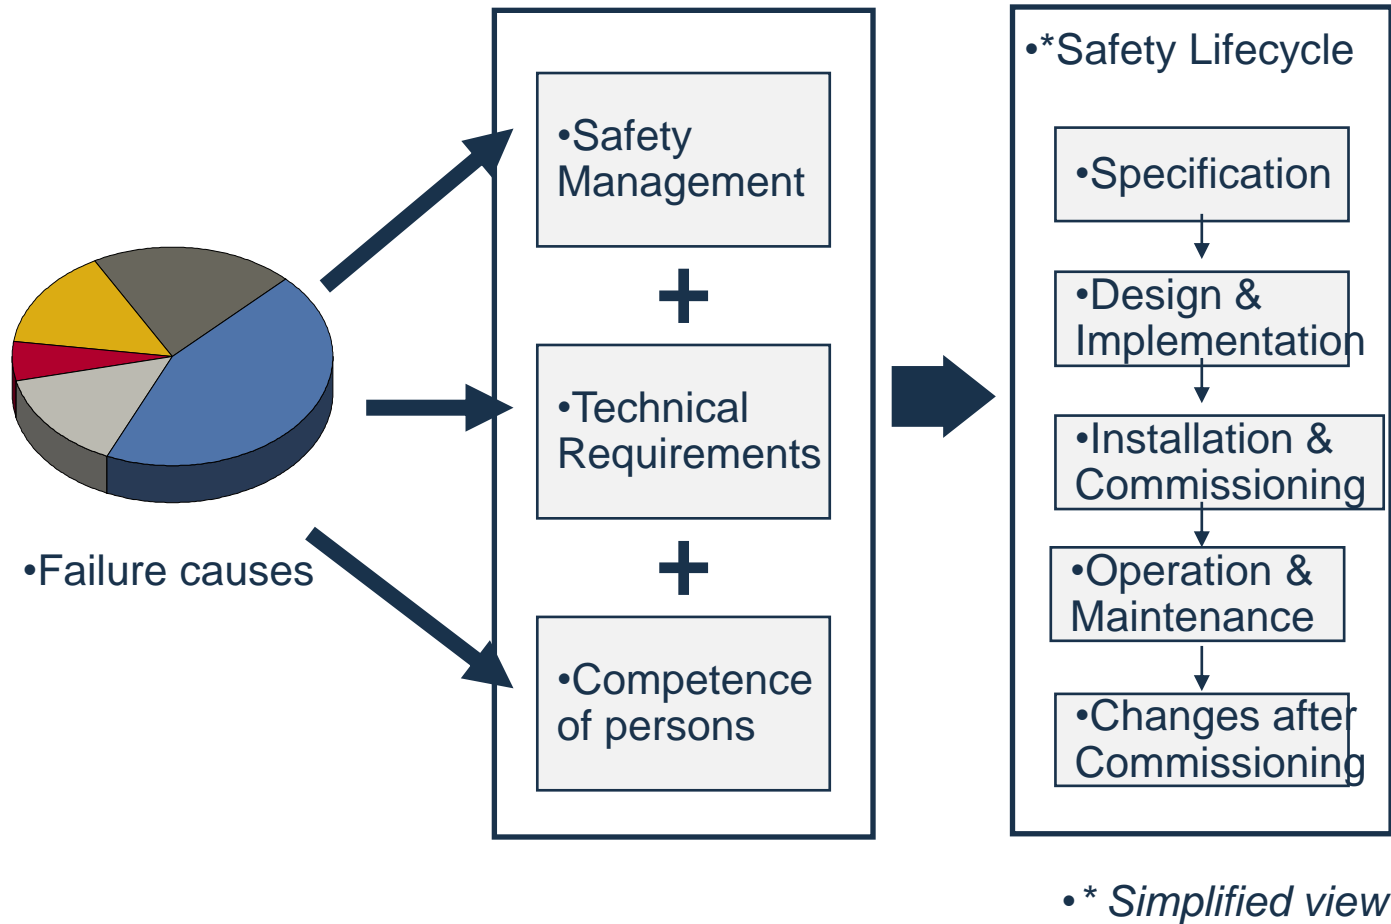 •Failure causes
•Safety
Management
+
•Technical
Requirements
+
•Competence
of persons
•*Safety Lifecycle
•Specification
•Design &
Implementation
•Installation &
Commissioning
•Operation &
Maintenance
•Changes after
Commissioning
•* Simplified view